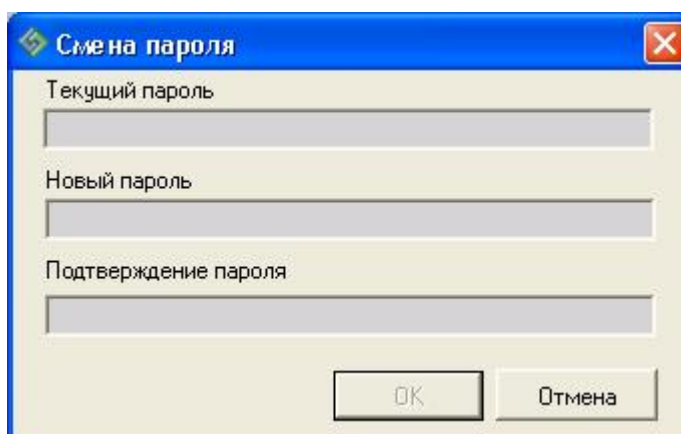 Смена пароля
Текущий пароль
Новый пароль
Подтверждение пароля
OK
Отмена